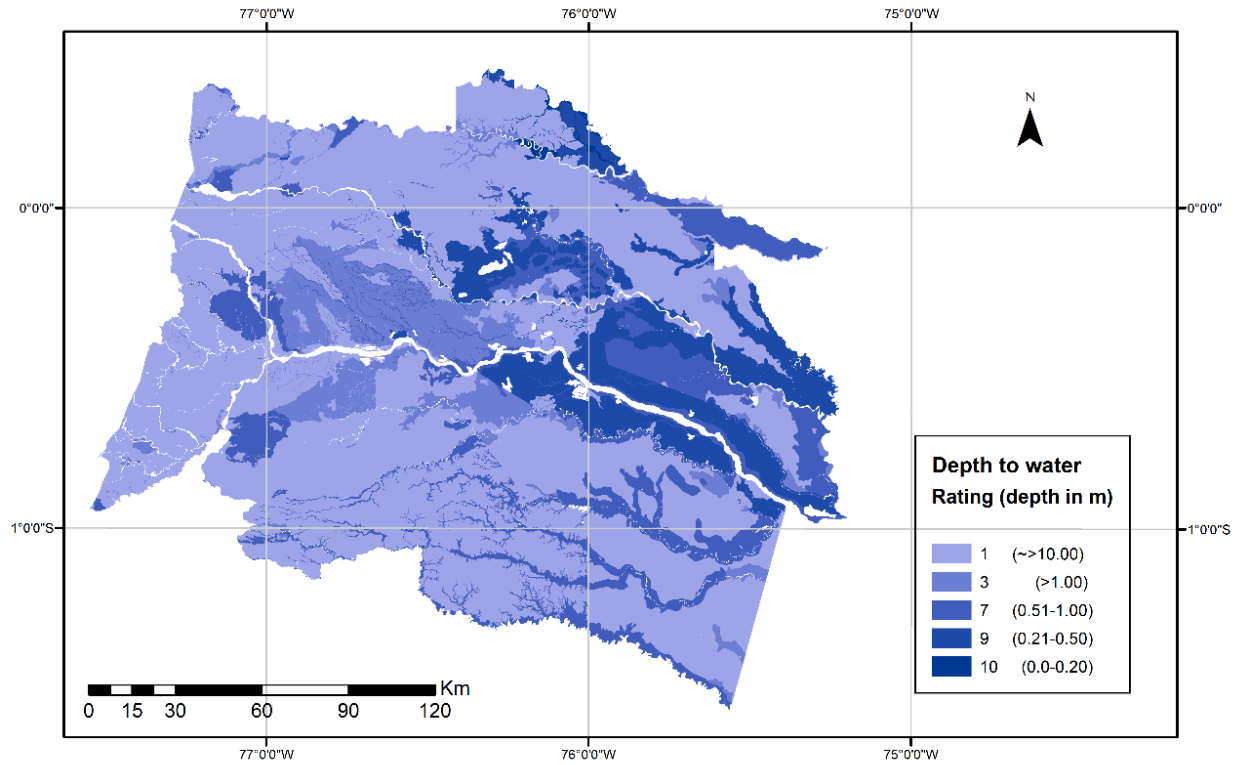 77°0'0"W 76°0'0"W 75°0'0"W
N
0°0'0" 0°0'0"
1°0'0"S 1°0'0"S
Depth to water
Rating (depth in m)
1 (~>10.00)
3 (>1.00)
7 (0.51-1.00)
9 (0.21-0.50)
10 (0.0-0.20)
Km
0 15 30 60 90 120
77°0'0"W 76°0'0"W 75°0'0"W